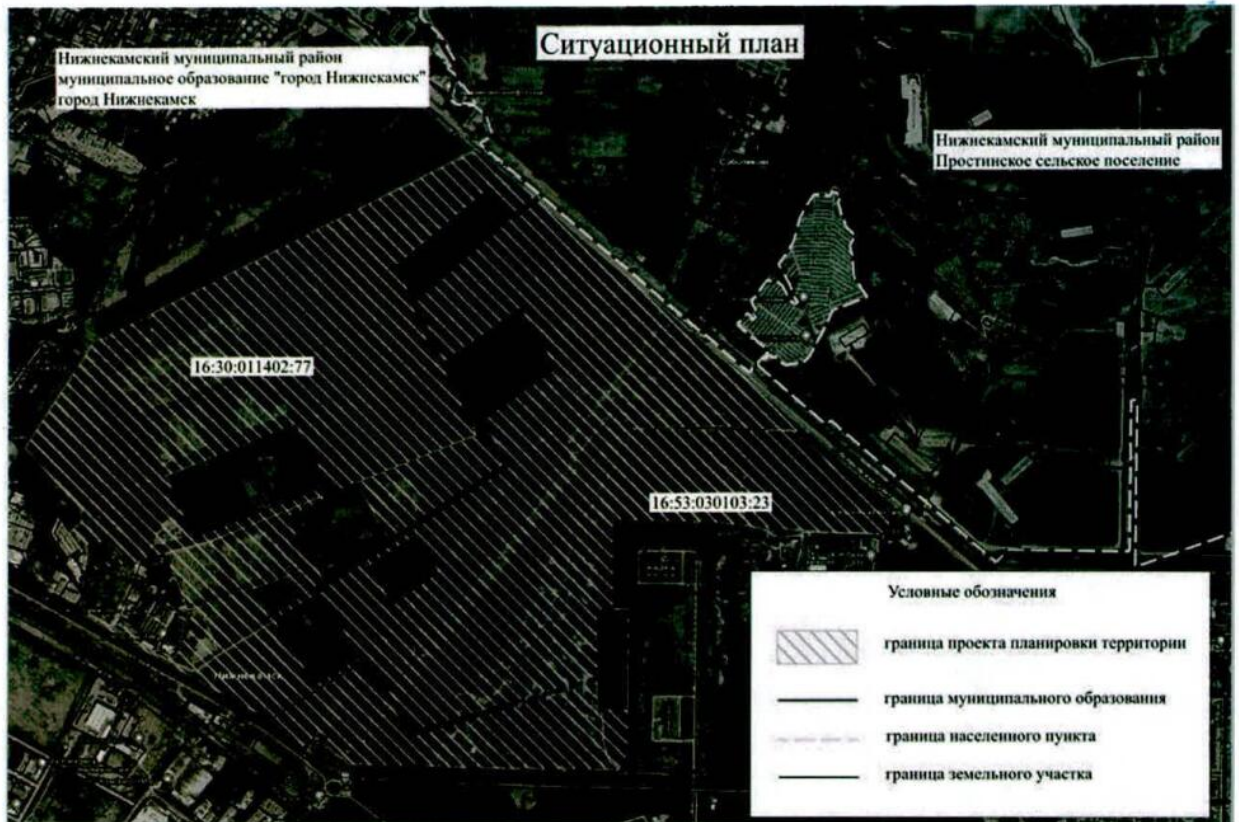 Ситуационный план
Нижнекамский муниципальный район
муниципальное образование "город Нижнекамск"
город Нижнекамск
Нижнекамский муниципальный район
Простинское сельское поселение
16:30:011402:77
16:53:030103:23
Нижнекамск
Условные обозначения
граница проекта планировки территории
граница муниципального образования
граница населенного пункта
граница земельного участка